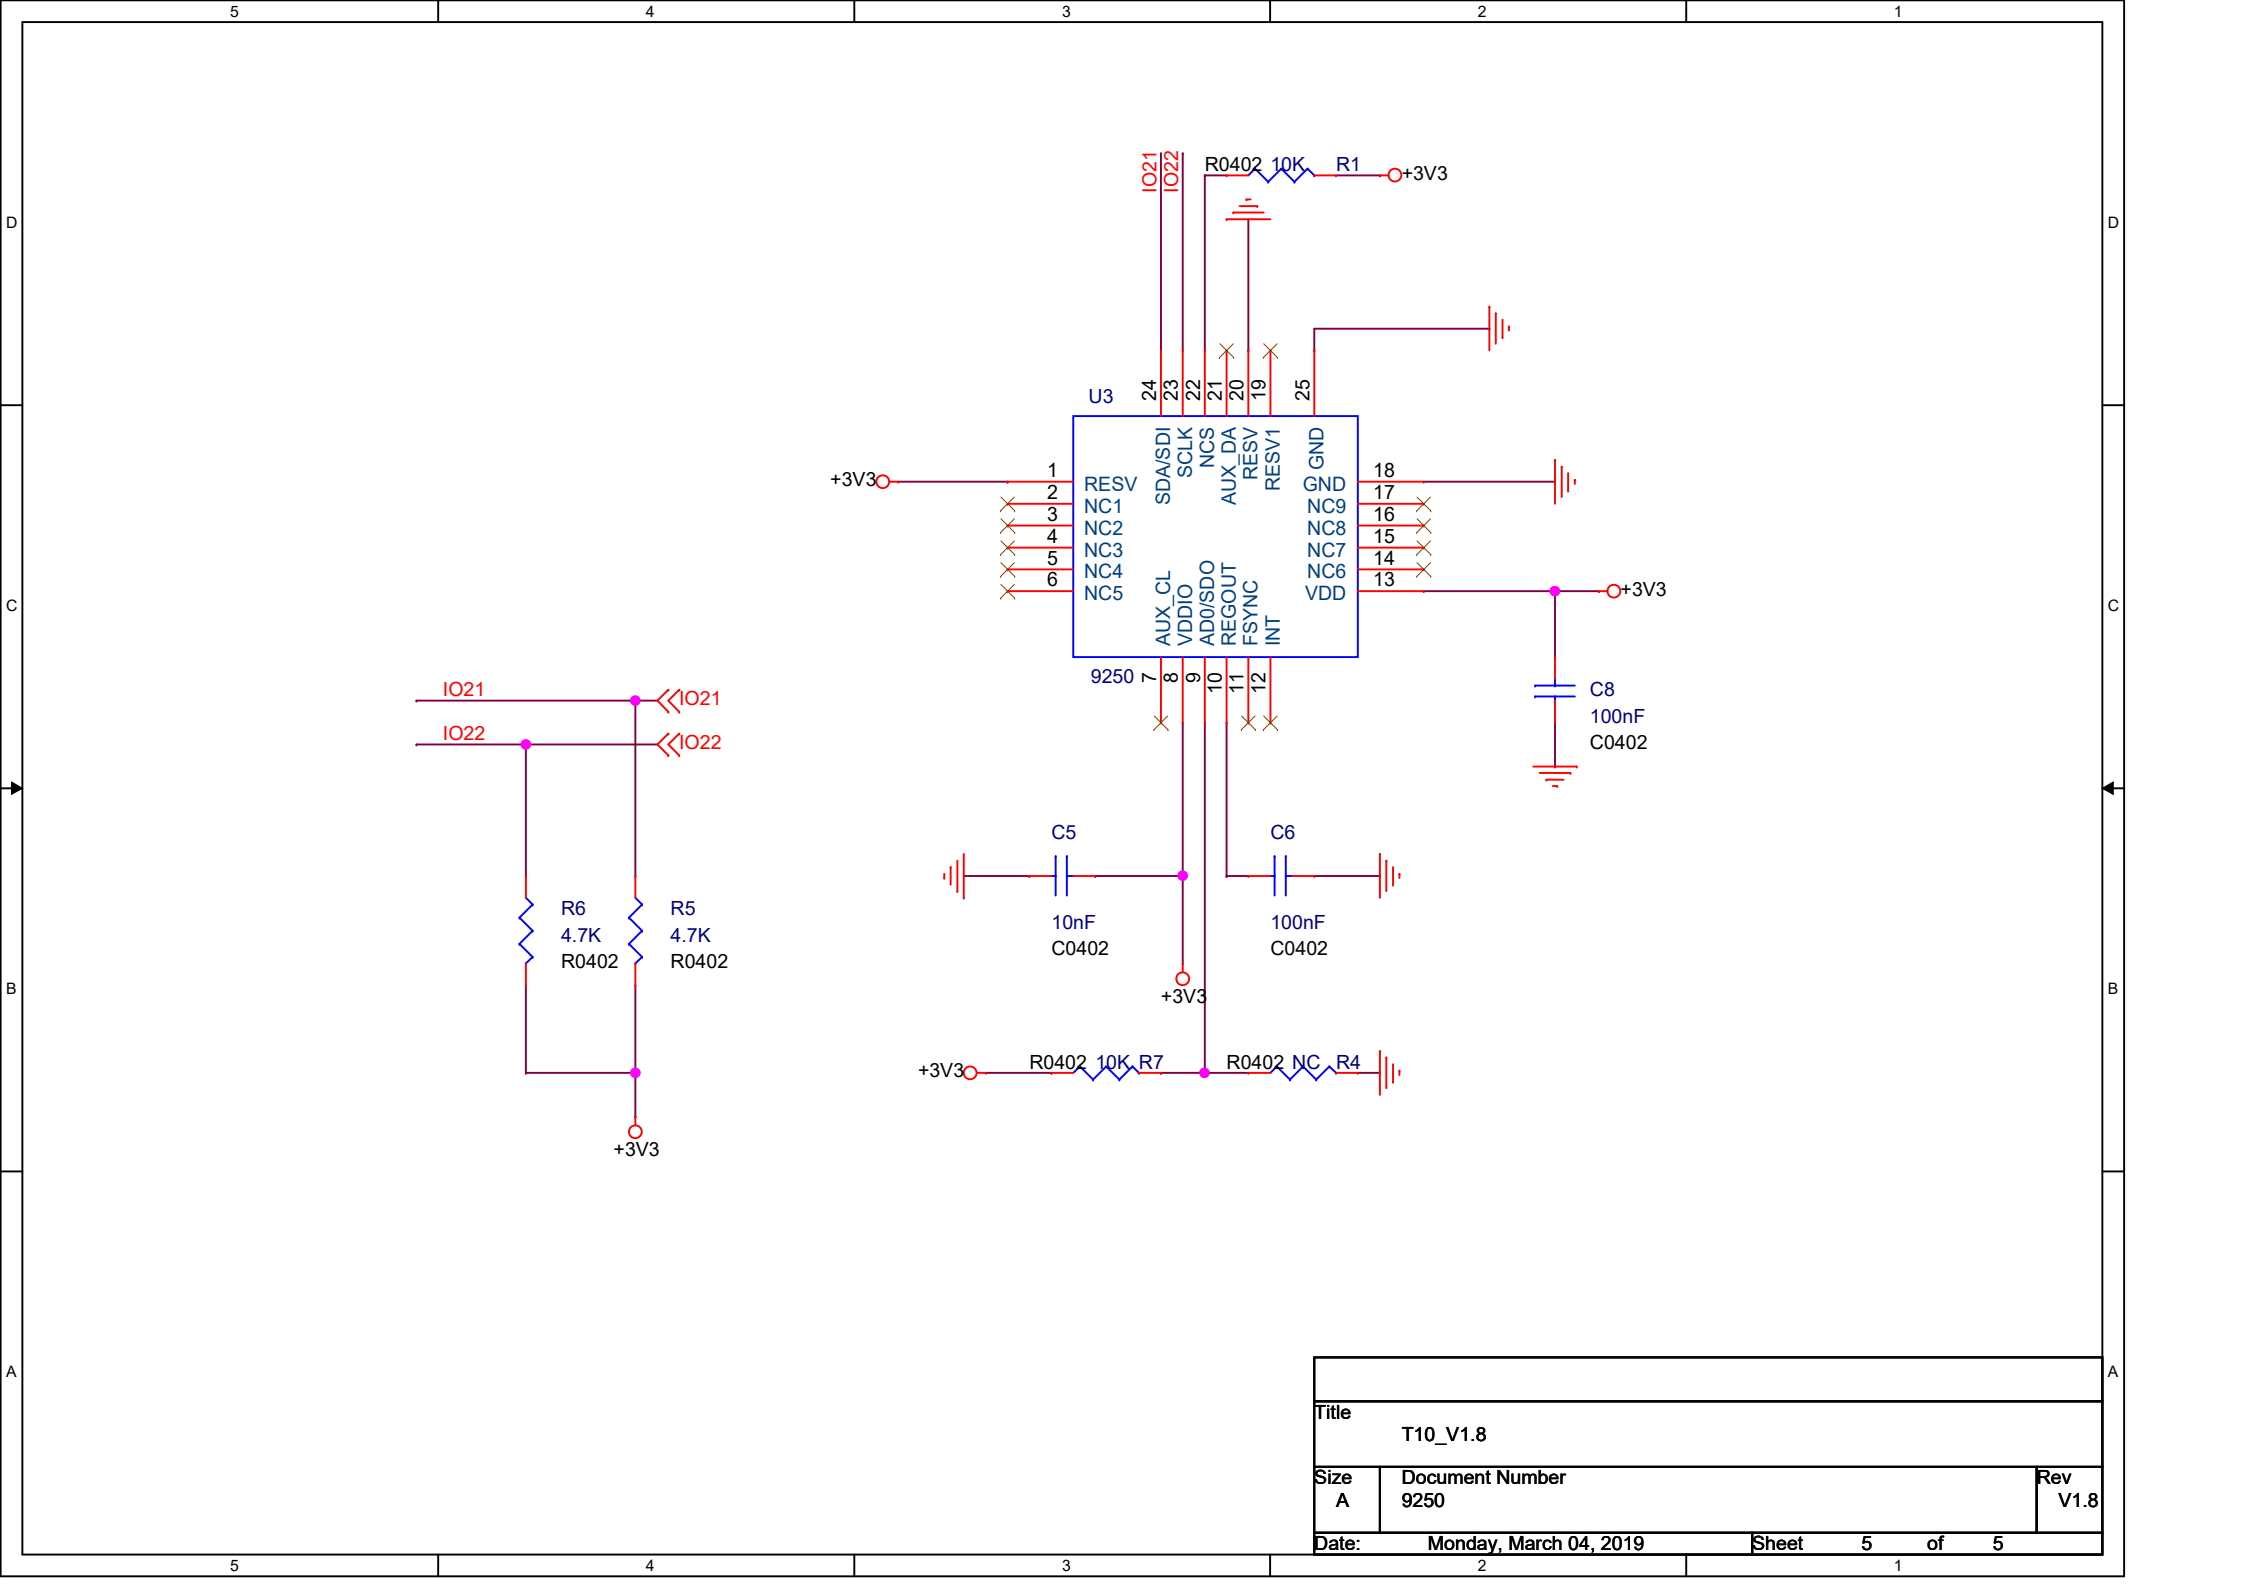 5 4 3 2 1
D D
C C
B B
A A
IO21
IO22
R0402 10K R1
+3V3
U3
24
23
22
21
20
19
25
SDA/SDI
SCLK
NCS
AUX_DA
RESV
RESV1
GND
+3V3
1 RESV
2 NC1
3 NC2
4 NC3
5 NC4
6 NC5
GND 18
NC9 17
NC8 16
NC7 15
NC6 14
VDD 13
+3V3
AUX_CL
VDDIO
AD0/SDO
REGOUT
FSYNC
INT
9250
7
8
9
10
11
12
C8
100nF
C0402
IO21 IO21
IO22 IO22
R6
4.7K
R0402
R5
4.7K
R0402
+3V3
C5
10nF
C0402
C6
100nF
C0402
+3V3
+3V3
R0402 10K R7
R0402 NC R4
Title
T10_V1.8
Size
A
Document Number
9250
Rev
V1.8
Date: Monday, March 04, 2019 Sheet 5 of 5
5 4 3 2 1